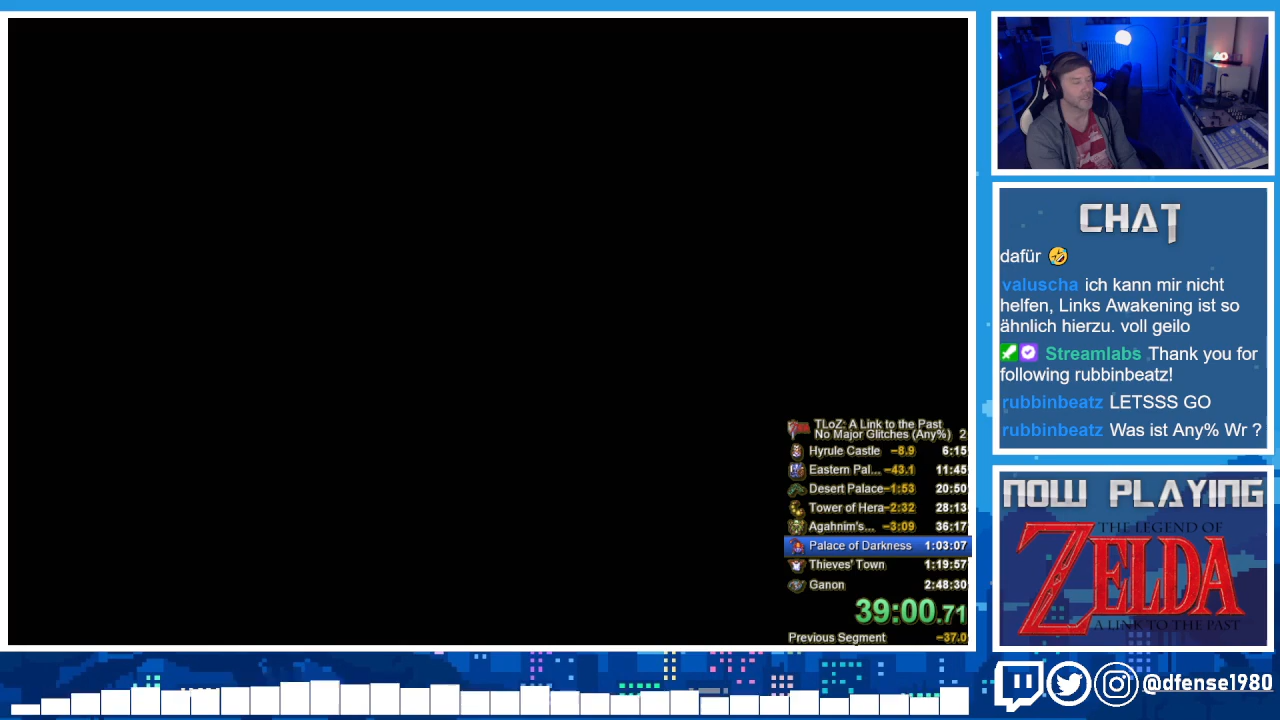 CHAT
dafür 🤣
valuscha ich kann mir nicht
helfen, Links Awakening ist so
ähnlich hierzu. voll geilo
Streamlabs Thank you for
following rubbinbeatz!
rubbinbeatz LETSSS GO
rubbinbeatz Was ist Any% Wr ?
TLoZ: A Link to the Past
No Major Glitches (Any%) 2
Hyrule Castle −8.9 6:15
Eastern Pal... −43.1 11:45
Desert Palace −1:53 20:50
Tower of Hera −2:32 28:13
Agahnim's... −3:09 36:17
Palace of Darkness 1:03:07
Thieves' Town 1:19:57
Ganon 2:48:30
39:00.71
Previous Segment −37.0
NOW PLAYING
THE LEGEND OF
ZELDA
A LINK TO THE PAST
@dfense1980